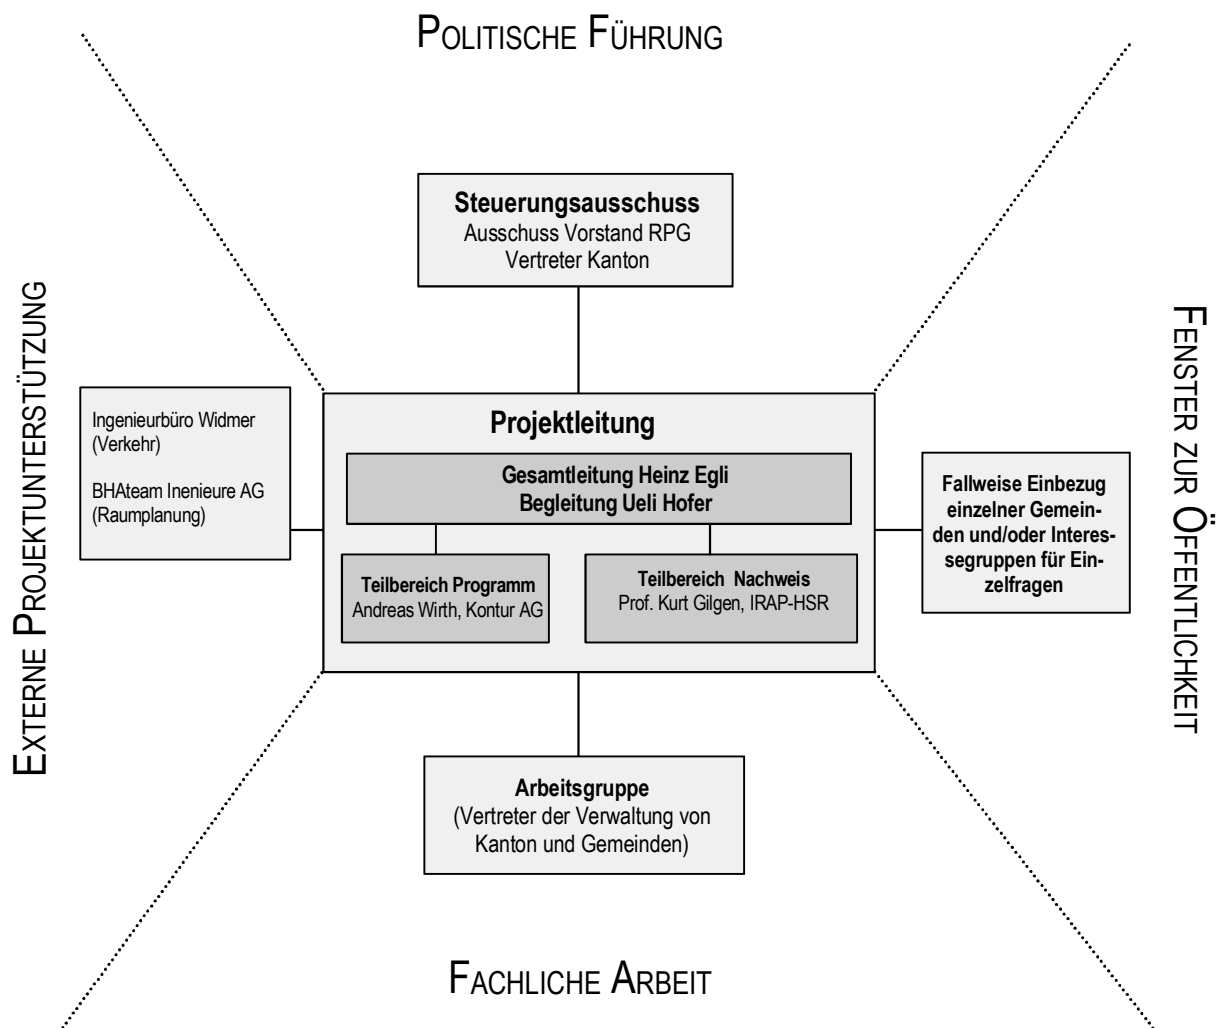 POLITISCHE FÜHRUNG
Steuerungsausschuss
Ausschuss Vorstand RPG
Vertreter Kanton
EXTERNE PROJEKTUNTERSTÜTZUNG
Ingenieurbüro Widmer
(Verkehr)
BHAteam Inenieure AG
(Raumplanung)
Projektleitung
Gesamtleitung Heinz Egli
Begleitung Ueli Hofer
Teilbereich Programm
Andreas Wirth, Kontur AG
Teilbereich Nachweis
Prof. Kurt Gilgen, IRAP-HSR
Fallweise Einbezug
einzelner Gemein-
den und/oder Interes-
segruppen für Ein-
zelfragen
FENSTER ZUR ÖFFENTLICHKEIT
Arbeitsgruppe
(Vertreter der Verwaltung von
Kanton und Gemeinden)
FACHLICHE ARBEIT